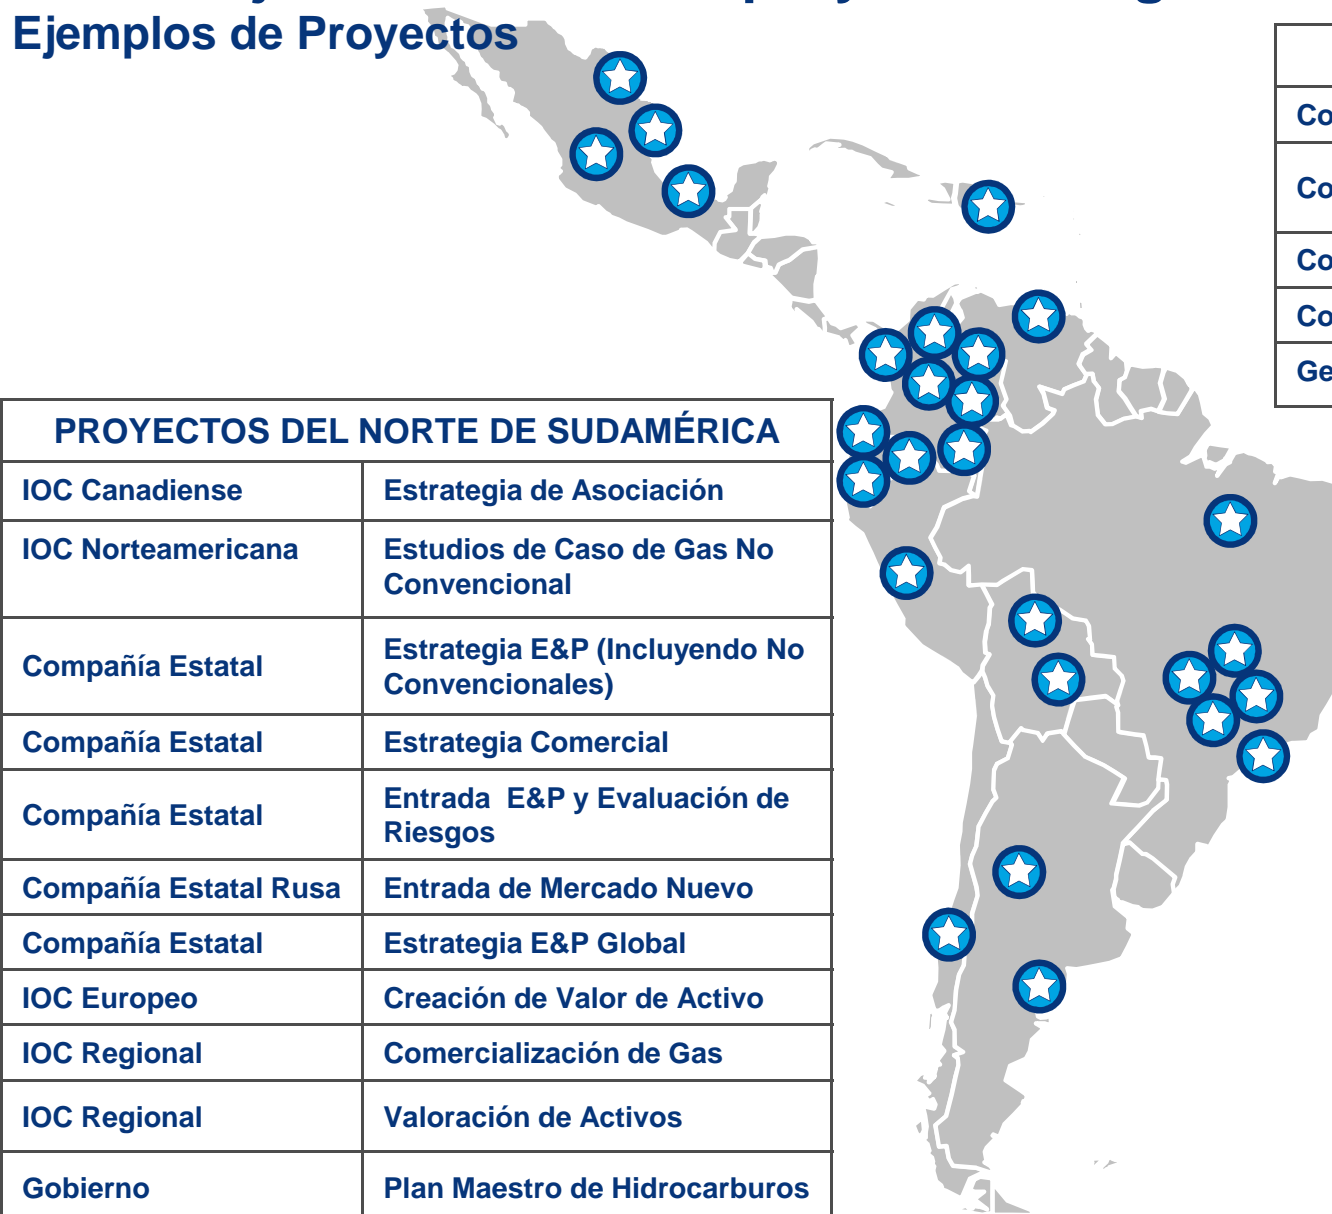 Ejemplos de Proyectos
PROYECTOS DEL NORTE DE SUDAMÉRICA
IOC Canadiense
Estrategia de Asociación
IOC Norteamericana
Estudios de Caso de Gas No
Convencional
Compañía Estatal
Estrategia E&P (Incluyendo No
Convencionales)
Compañía Estatal
Estrategia Comercial
Compañía Estatal
Entrada E&P y Evaluación de
Riesgos
Compañía Estatal Rusa
Entrada de Mercado Nuevo
Compañía Estatal
Estrategia E&P Global
IOC Europeo
Creación de Valor de Activo
IOC Regional
Comercialización de Gas
IOC Regional
Valoración de Activos
Gobierno
Plan Maestro de Hidrocarburos
Co
Co
Co
Co
Ge